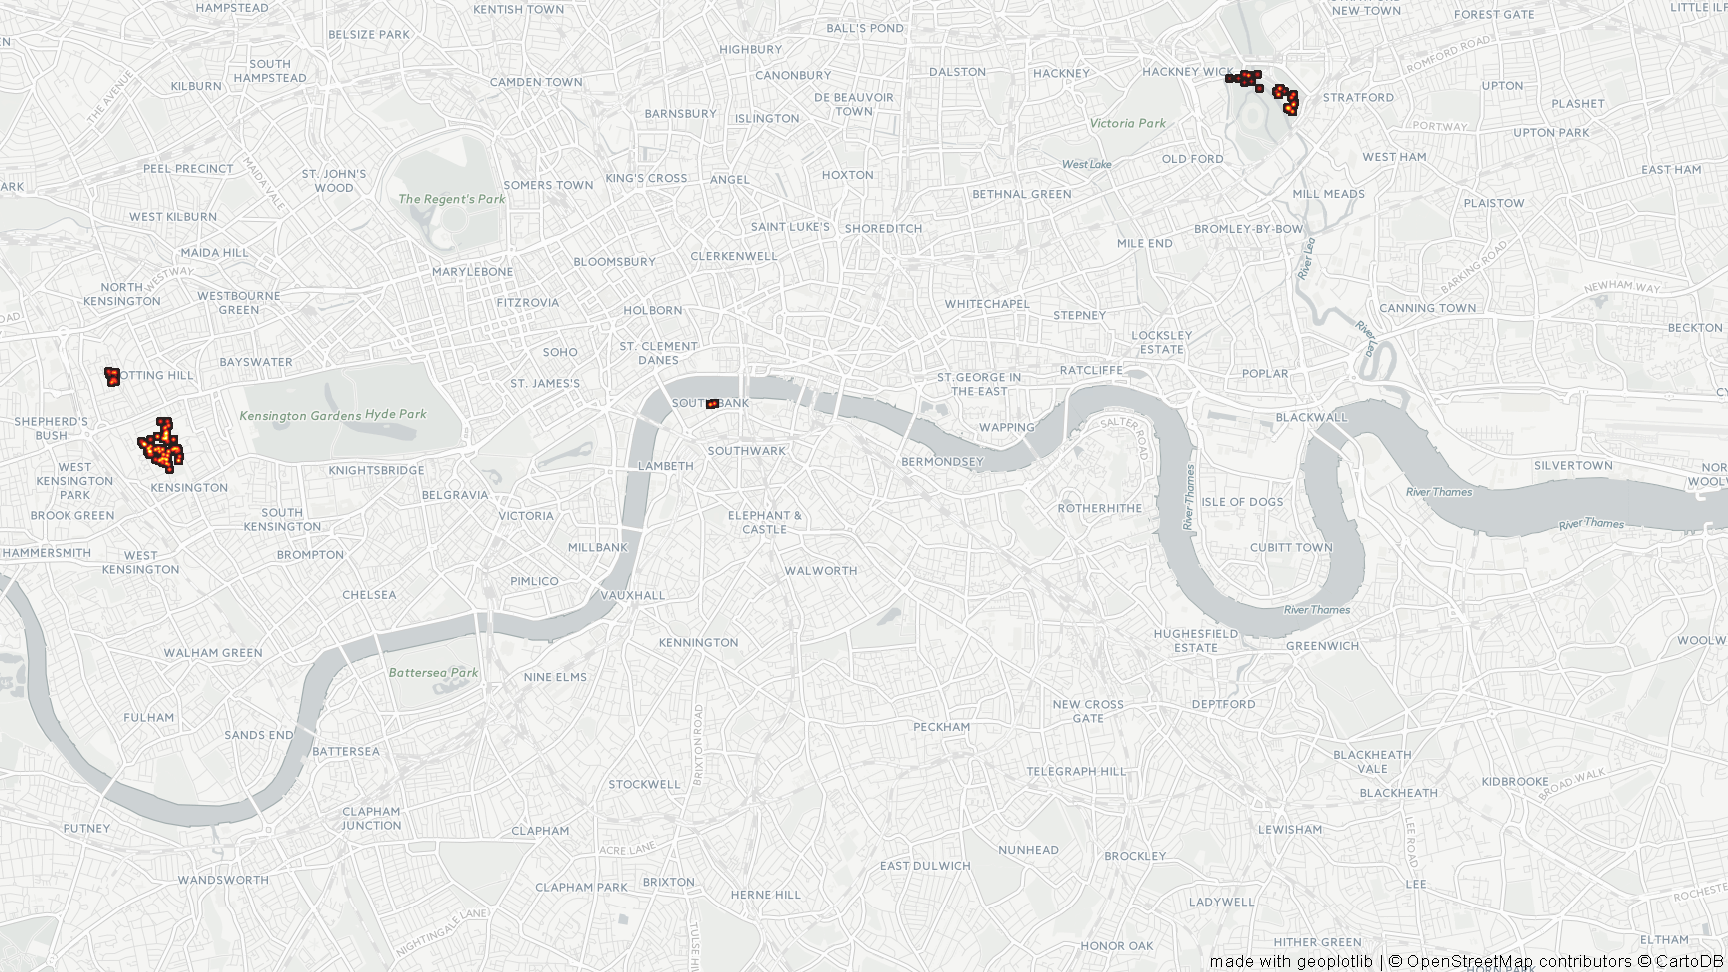 HAMPSTEAD
KENTISH TOWN
NEW TOWN
FOREST GATE
BELSIZE PARK
BALL'S POND
HIGHBURY
ROMFORD ROAD
THE AVENUE
SOUTH
HAMPSTEAD
KILBURN
CAMDEN TOWN
CANONBURY
DALSTON
HACKNEY
HACKNEY WICK
UPTON
DE BEAUVOIR
TOWN
STRATFORD
PLASHET
BARNSBURY
ISLINGTON
Victoria Park
PORTWAY
UPTON PARK
PEEL PRECINCT
MAIDA VALE
ST. JOHN'S
WOOD
SOMERS TOWN
KING'S CROSS
ANGEL
HOXTON
West Lake
OLD FORD
WEST HAM
EAST HAM
The Regent's Park
BETHNAL GREEN
MILL MEADS
PLAISTOW
WEST KILBURN
SAINT LUKE'S
SHOREDITCH
BROMLEY-BY-BOW
MILE END
MAIDA HILL
BLOOMSBURY
CLERKENWELL
River Lea
BARKING ROAD
WESTWAY
MARYLEBONE
NORTH
KENSINGTON
WESTBOURNE
GREEN
FITZROVIA
HOLBORN
WHITECHAPEL
STEPNEY
NEWHAM WAY
CANNING TOWN
BECKTON
River Lea
LOCKSLEY
ESTATE
SOHO
ST. CLEMENT
DANES
BAYSWATER
RATCLIFFE
POPLAR
OTTING HILL
ST. JAMES'S
ST.GEORGE IN
THE EAST
SOUTH BANK
Kensington Gardens
Hyde Park
BLACKWALL
SHEPHERD'S
BUSH
WAPPING
SALTER ROAD
KNIGHTSBRIDGE
LAMBETH
SOUTHWARK
BERMONDSEY
SILVERTOWN
WEST
KENSINGTON
PARK
KENSINGTON
BELGRAVIA
River Thames
ISLE OF DOGS
River Thames
BROOK GREEN
SOUTH
KENSINGTON
VICTORIA
ELEPHANT &
CASTLE
ROTHERHITHE
River Thames
HAMMERSMITH
WEST
KENSINGTON
BROMPTON
MILLBANK
CUBITT TOWN
WALWORTH
PIMLICO
CHELSEA
VAUXHALL
River Thames
WALHAM GREEN
KENNINGTON
HUGHESFIELD
ESTATE
GREENWICH
Battersea Park
NINE ELMS
FULHAM
SANDS END
BRIXTON ROAD
NEW CROSS
GATE
DEPTFORD
PECKHAM
BATTERSEA
BLACKHEATH
VALE
STOCKWELL
TELEGRAPH HILL
KIDBROOKE
BROAD WALK
BLACKHEATH
CLAPHAM
JUNCTION
CLAPHAM
LEWISHAM
LEE ROAD
ACRE LANE
NUNHEAD
BROCKLEY
EAST DULWICH
WANDSWORTH
CLAPHAM PARK
BRIXTON
HERNE HILL
LEE
LADYWELL
NIGHTINGALE LANE
HONOR OAK
HITHER GREEN
ELTHAM
made with geoplotlib | © OpenStreetMap contributors © CartoDB